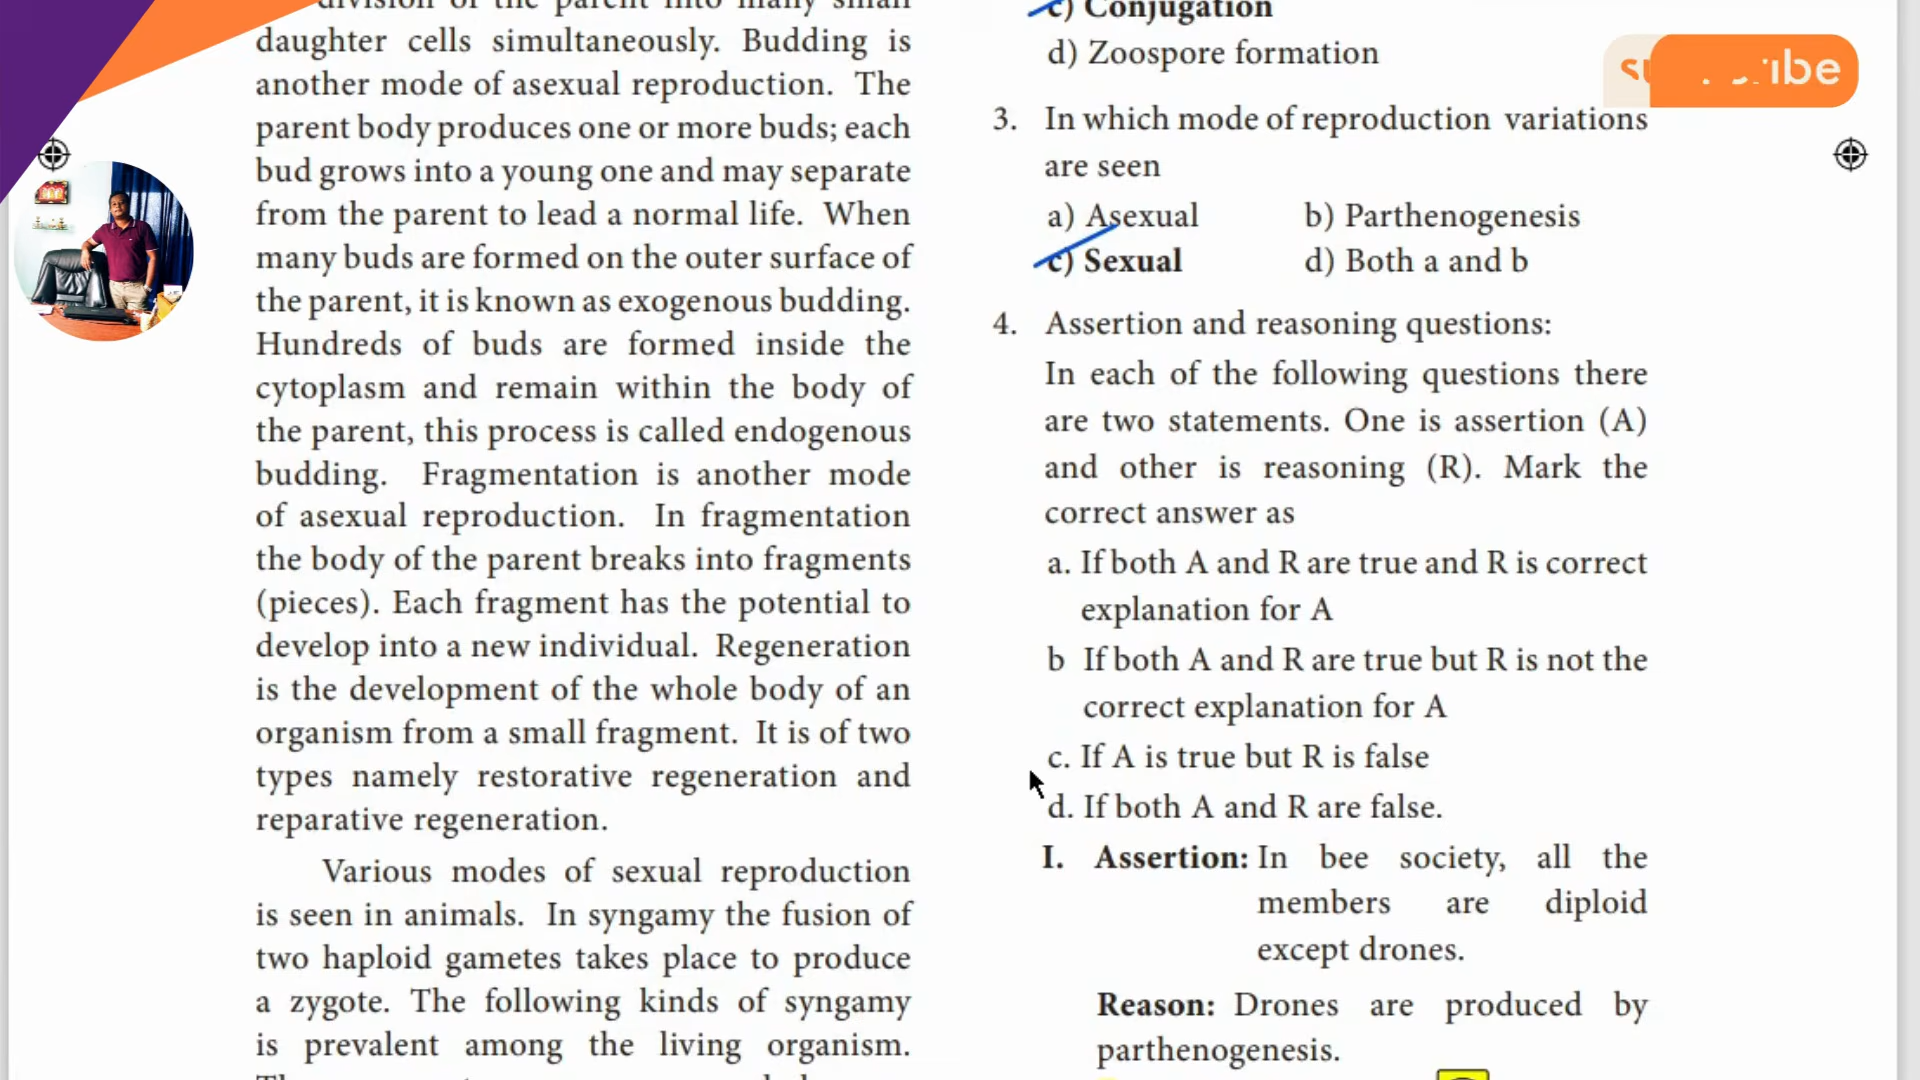 division of the parent into many small
daughter cells simultaneously. Budding is
another mode of asexual reproduction. The
parent body produces one or more buds; each
bud grows into a young one and may separate
from the parent to lead a normal life. When
many buds are formed on the outer surface of
the parent, it is known as exogenous budding.
Hundreds of buds are formed inside the
cytoplasm and remain within the body of
the parent, this process is called endogenous
budding. Fragmentation is another mode
of asexual reproduction. In fragmentation
the body of the parent breaks into fragments
(pieces). Each fragment has the potential to
develop into a new individual. Regeneration
is the development of the whole body of an
organism from a small fragment. It is of two
types namely restorative regeneration and
reparative regeneration.
Various modes of sexual reproduction
is seen in animals. In syngamy the fusion of
two haploid gametes takes place to produce
a zygote. The following kinds of syngamy
is prevalent among the living organism.
c) Conjugation
d) Zoospore formation
3. In which mode of reproduction variations
are seen
a) Asexual b) Parthenogenesis
c) Sexual d) Both a and b
4. Assertion and reasoning questions:
In each of the following questions there
are two statements. One is assertion (A)
and other is reasoning (R). Mark the
correct answer as
a. If both A and R are true and R is correct
explanation for A
b If both A and R are true but R is not the
correct explanation for A
c. If A is true but R is false
d. If both A and R are false.
I. Assertion: In bee society, all the
members are diploid
except drones.
Reason: Drones are produced by
parthenogenesis.